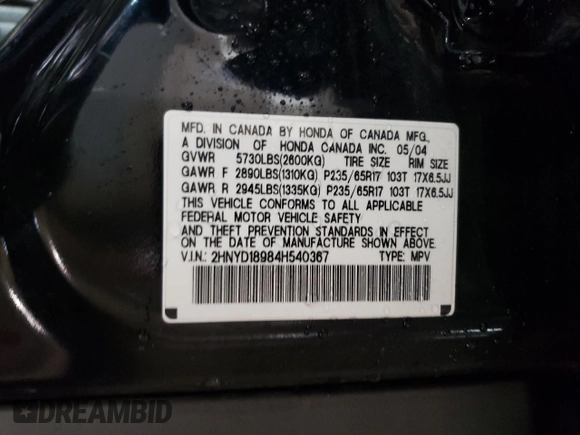 MFD. IN CANADA BY HONDA OF CANADA MFG.,
A DIVISION OF HONDA CANADA INC. 05/04
GVWR 5730LBS(2600KG) TIRE SIZE RIM SIZE
GAWR F 2890LBS(1310KG) P235/65R17 103T 17X6.5JJ
GAWR R 2945LBS(1335KG) P235/65R17 103T 17X6.5JJ
THIS VEHICLE CONFORMS TO ALL APPLICABLE
FEDERAL MOTOR VEHICLE SAFETY
AND THEFT PREVENTION STANDARDS IN EFFECT
ON THE DATE OF MANUFACTURE SHOWN ABOVE.
V.I.N.: 2HNYD18984H540367 TYPE: MPV
DREAMBID